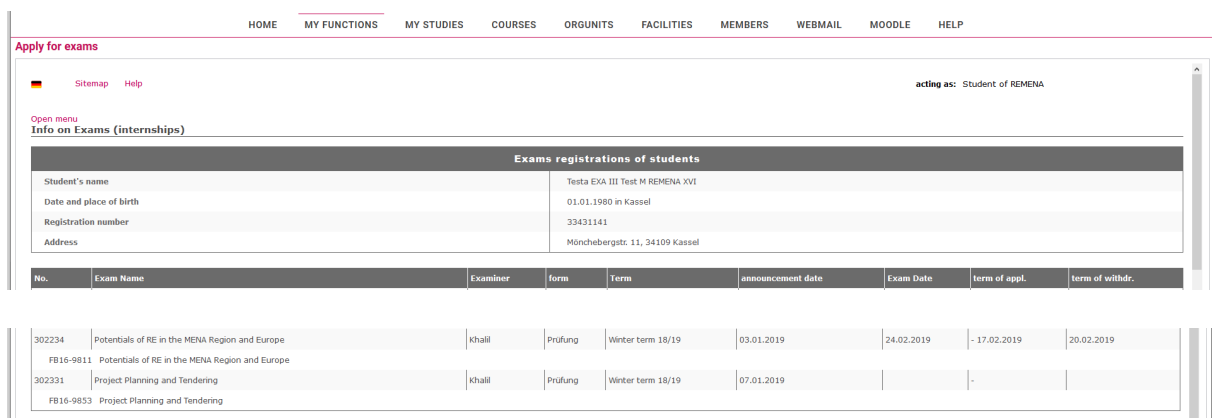 HOME MY FUNCTIONS MY STUDIES COURSES ORGUNITS FACILITIES MEMBERS WEBMAIL MOODLE HELP
Apply for exams
Sitemap Help acting as: Student of REMENA
Open menu
Info on Exams (internships)
Exams registrations of students
Student's name Testa EXA III Test M REMENA XVI
Date and place of birth 01.01.1980 in Kassel
Registration number 33431141
Address Mönchebergstr. 11, 34109 Kassel
No. Exam Name Examiner form Term announcement date Exam Date term of appl. term of withdr.
302234 Potentials of RE in the MENA Region and Europe Khalil Prüfung Winter term 18/19 03.01.2019 24.02.2019 - 17.02.2019 20.02.2019
FB16-9811 Potentials of RE in the MENA Region and Europe
302331 Project Planning and Tendering Khalil Prüfung Winter term 18/19 07.01.2019 -
FB16-9853 Project Planning and Tendering